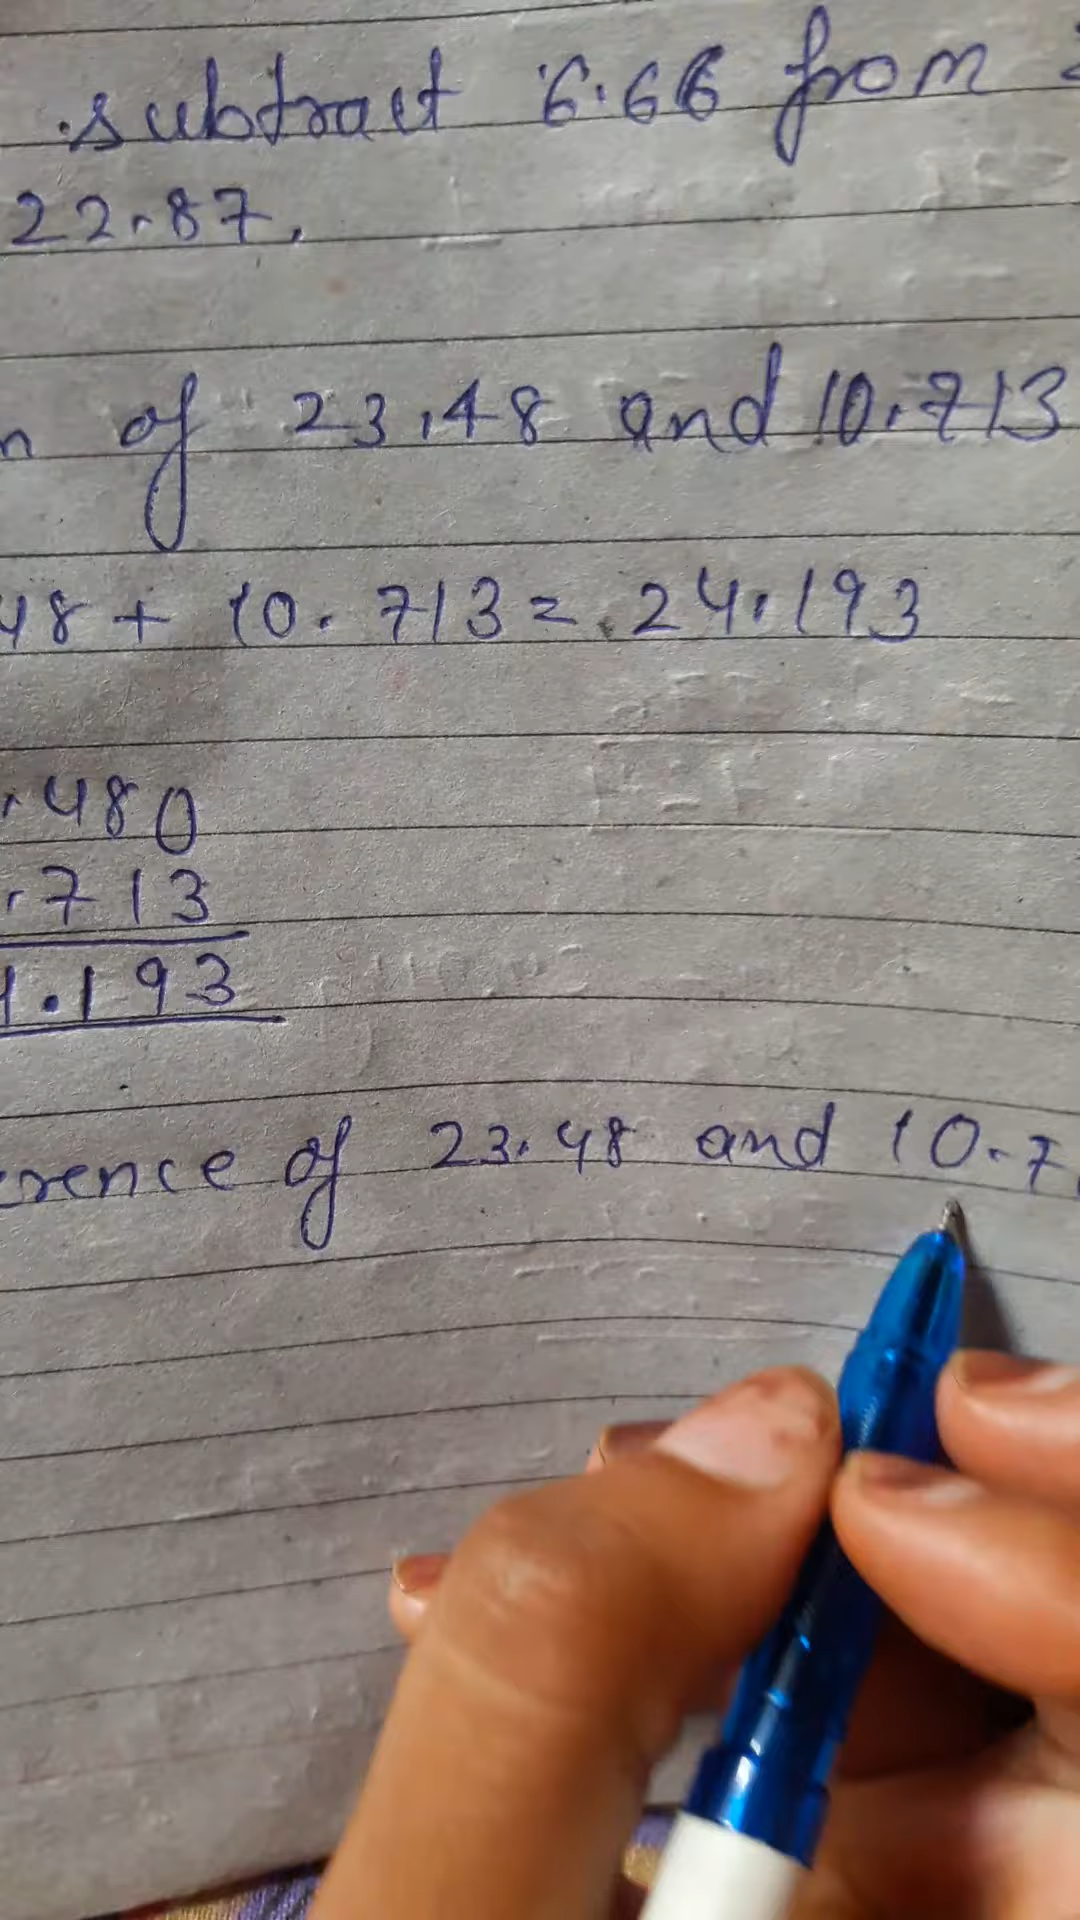 subtract 6.66 from
22.87.
of 23.48 and 10.713
48 + 10.713 = 24.193
.480
.713
.193
erence of 23.48 and 10.7